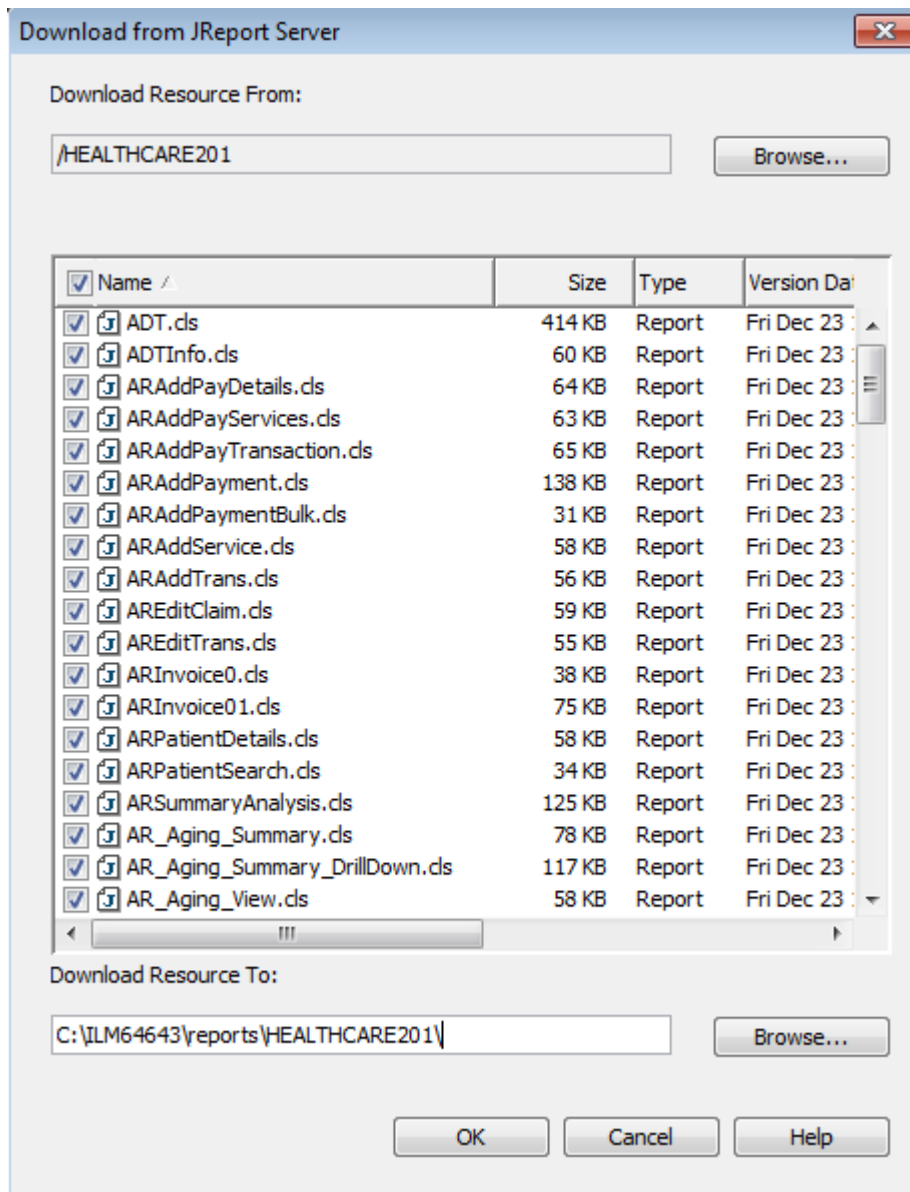 Download from JReport Server
Download Resource From:
/HEALTHCARE201 Browse...
Name Size Type Version Dat
ADT.cls 414 KB Report Fri Dec 23
ADTInfo.cls 60 KB Report Fri Dec 23
ARAddPayDetails.cls 64 KB Report Fri Dec 23
ARAddPayServices.cls 63 KB Report Fri Dec 23
ARAddPayTransaction.cls 65 KB Report Fri Dec 23
ARAddPayment.cls 138 KB Report Fri Dec 23
ARAddPaymentBulk.cls 31 KB Report Fri Dec 23
ARAddService.cls 58 KB Report Fri Dec 23
ARAddTrans.cls 56 KB Report Fri Dec 23
AREditClaim.cls 59 KB Report Fri Dec 23
AREditTrans.cls 55 KB Report Fri Dec 23
ARInvoice0.cls 38 KB Report Fri Dec 23
ARInvoice01.cls 75 KB Report Fri Dec 23
ARPatientDetails.cls 58 KB Report Fri Dec 23
ARPatientSearch.cls 34 KB Report Fri Dec 23
ARSummaryAnalysis.cls 125 KB Report Fri Dec 23
AR_Aging_Summary.cls 78 KB Report Fri Dec 23
AR_Aging_Summary_DrillDown.cls 117 KB Report Fri Dec 23
AR_Aging_View.cls 58 KB Report Fri Dec 23
Download Resource To:
C:\ILM64643\reports\HEALTHCARE201\ Browse...
OK Cancel Help